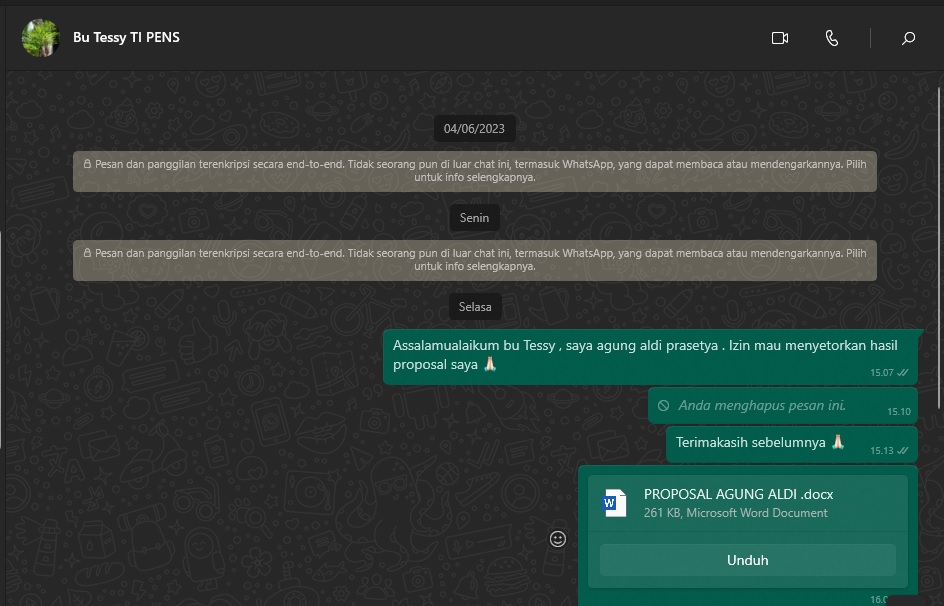 Bu Tessy TI PENS
04/06/2023
Pesan dan panggilan terenkripsi secara end-to-end. Tidak seorang pun di luar chat ini, termasuk WhatsApp, yang dapat membaca atau mendengarkannya. Pilih
untuk info selengkapnya.
Senin
Pesan dan panggilan terenkripsi secara end-to-end. Tidak seorang pun di luar chat ini, termasuk WhatsApp, yang dapat membaca atau mendengarkannya. Pilih
untuk info selengkapnya.
Selasa
Assalamualaikum bu Tessy , saya agung aldi prasetya . Izin mau menyetorkan hasil
proposal saya 🙏🏻
15.07
Anda menghapus pesan ini.
15.10
Terimakasih sebelumnya 🙏🏻
15.13
W
PROPOSAL AGUNG ALDI .docx
261 KB, Microsoft Word Document
Unduh